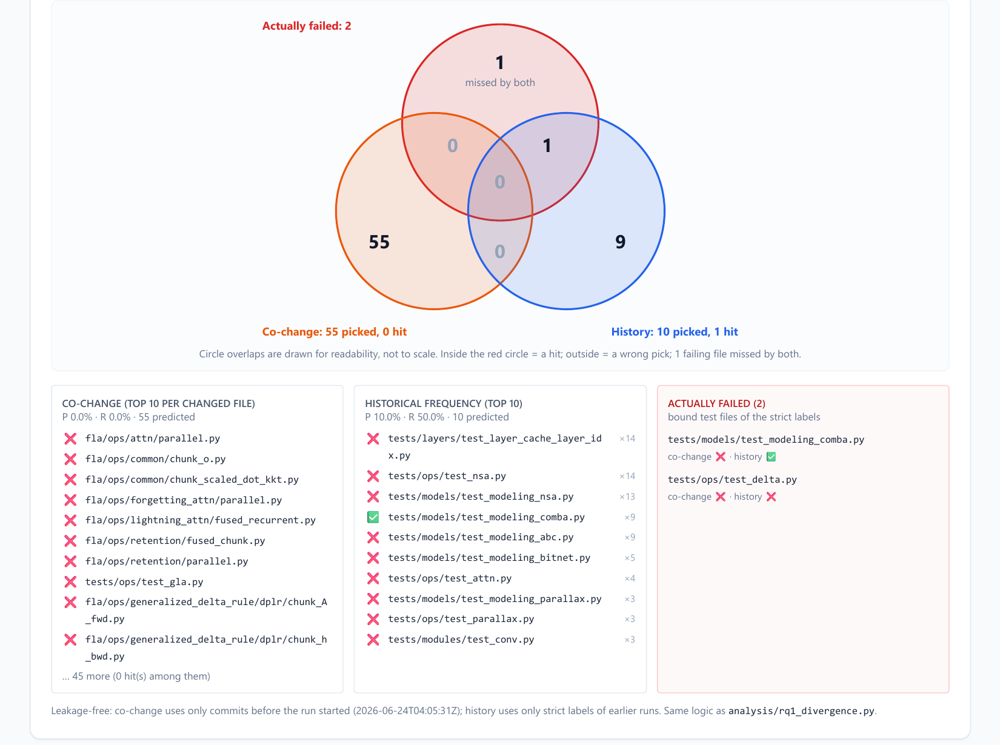 Actually failed: 2
1
missed by both
0
1
0
55
9
0
Co-change: 55 picked, 0 hit
History: 10 picked, 1 hit
Circle overlaps are drawn for readability, not to scale. Inside the red circle = a hit; outside = a wrong pick; 1 failing file missed by both.
CO-CHANGE (TOP 10 PER CHANGED FILE)
P 0.0% · R 0.0% · 55 predicted
❌ fla/ops/attn/parallel.py
❌ fla/ops/common/chunk_o.py
❌ fla/ops/common/chunk_scaled_dot_kkt.py
❌ fla/ops/forgetting_attn/parallel.py
❌ fla/ops/lightning_attn/fused_recurrent.py
❌ fla/ops/retention/fused_chunk.py
❌ fla/ops/retention/parallel.py
❌ tests/ops/test_gla.py
❌ fla/ops/generalized_delta_rule/dplr/chunk_A
_fwd.py
❌ fla/ops/generalized_delta_rule/dplr/chunk_h
_bwd.py
... 45 more (0 hit(s) among them)
HISTORICAL FREQUENCY (TOP 10)
P 10.0% · R 50.0% · 10 predicted
❌ tests/layers/test_layer_cache_layer_id ×14
x.py
❌ tests/ops/test_nsa.py ×14
❌ tests/models/test_modeling_nsa.py ×13
✅ tests/models/test_modeling_comba.py ×9
❌ tests/models/test_modeling_abc.py ×9
❌ tests/models/test_modeling_bitnet.py ×5
❌ tests/ops/test_attn.py ×4
❌ tests/models/test_modeling_parallax.py ×3
❌ tests/ops/test_parallax.py ×3
❌ tests/modules/test_conv.py ×3
ACTUALLY FAILED (2)
bound test files of the strict labels
tests/models/test_modeling_comba.py
co-change ❌ · history ✅
tests/ops/test_delta.py
co-change ❌ · history ❌
Leakage-free: co-change uses only commits before the run started (2026-06-24T04:05:31Z); history uses only strict labels of earlier runs. Same logic as analysis/rq1_divergence.py.